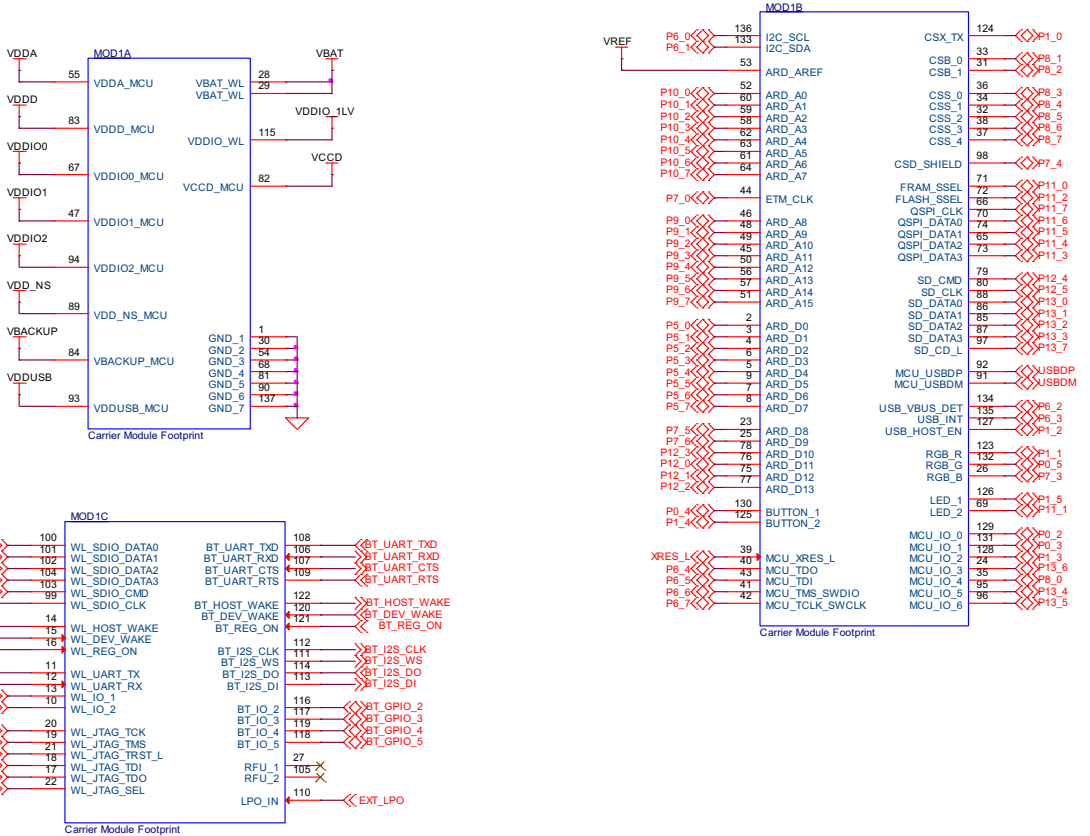 MOD1A
VDDA
55 VDDA_MCU
VDDD
83 VDDD_MCU
VDDIO0
67 VDDIO0_MCU
VDDIO1
47 VDDIO1_MCU
VDDIO2
94 VDDIO2_MCU
VDD_NS
89 VDD_NS_MCU
VBACKUP
84 VBACKUP_MCU
VDDUSB
93 VDDUSB_MCU
VBAT
VBAT_WL 28
VBAT_WL 29
VDDIO_1LV
VDDIO_WL 115
VCCD
VCCD_MCU 82
GND_1 1
GND_2 30
GND_3 54
GND_4 68
GND_5 81
GND_6 90
GND_7 137
Carrier Module Footprint
MOD1B
P6_0 136 I2C_SCL
P6_1 133 I2C_SDA
VREF
53 ARD_AREF
P10_0 52 ARD_A0
P10_1 60 ARD_A1
P10_2 59 ARD_A2
P10_3 58 ARD_A3
P10_4 62 ARD_A4
P10_5 63 ARD_A5
P10_6 61 ARD_A6
P10_7 64 ARD_A7
P7_0 44 ETM_CLK
P9_0 46 ARD_A8
P9_1 48 ARD_A9
P9_2 49 ARD_A10
P9_3 45 ARD_A11
P9_4 50 ARD_A12
P9_5 56 ARD_A13
P9_6 57 ARD_A14
P9_7 51 ARD_A15
P5_0 2 ARD_D0
P5_1 3 ARD_D1
P5_2 4 ARD_D2
P5_3 6 ARD_D3
P5_4 5 ARD_D4
P5_5 9 ARD_D5
P5_6 7 ARD_D6
P5_7 8 ARD_D7
P7_5 23 ARD_D8
P7_6 25 ARD_D9
P12_3 78 ARD_D10
P12_0 76 ARD_D11
P12_1 75 ARD_D12
P12_2 77 ARD_D13
P0_4 130 BUTTON_1
P1_4 125 BUTTON_2
XRES_L 39 MCU_XRES_L
P6_4 40 MCU_TDO
P6_5 43 MCU_TDI
P6_6 41 MCU_TMS_SWDIO
P6_7 42 MCU_TCLK_SWCLK
CSX_TX 124 P1_0
CSB_0 33 P8_1
CSB_1 31 P8_2
CSS_0 36 P8_3
CSS_1 34 P8_4
CSS_2 32 P8_5
CSS_3 38 P8_6
CSS_4 37 P8_7
CSD_SHIELD 98 P7_4
FRAM_SSEL 71 P11_0
FLASH_SSEL 72 P11_2
QSPI_CLK 66 P11_7
QSPI_DATA0 70 P11_6
QSPI_DATA1 74 P11_5
QSPI_DATA2 65 P11_4
QSPI_DATA3 73 P11_3
SD_CMD 79 P12_4
SD_CLK 80 P12_5
SD_DATA0 88 P13_0
SD_DATA1 86 P13_1
SD_DATA2 85 P13_2
SD_DATA3 87 P13_3
SD_CD_L 97 P13_7
MCU_USBDP 92 USBDP
MCU_USBDM 91 USBDM
USB_VBUS_DET 134 P6_2
USB_INT 135 P6_3
USB_HOST_EN 127 P1_2
RGB_R 123 P1_1
RGB_G 132 P0_5
RGB_B 26 P7_3
LED_1 126 P1_5
LED_2 69 P11_1
MCU_IO_0 129 P0_2
MCU_IO_1 131 P0_3
MCU_IO_2 128 P1_3
MCU_IO_3 24 P13_6
MCU_IO_4 35 P8_0
MCU_IO_5 95 P13_4
MCU_IO_6 96 P13_5
Carrier Module Footprint
MOD1C
100 WL_SDIO_DATA0
101 WL_SDIO_DATA1
102 WL_SDIO_DATA2
104 WL_SDIO_DATA3
103 WL_SDIO_CMD
99 WL_SDIO_CLK
14 WL_HOST_WAKE
15 WL_DEV_WAKE
16 WL_REG_ON
11 WL_UART_TX
12 WL_UART_RX
13 WL_IO_1
10 WL_IO_2
20 WL_JTAG_TCK
19 WL_JTAG_TMS
21 WL_JTAG_TRST_L
18 WL_JTAG_TDI
17 WL_JTAG_TDO
22 WL_JTAG_SEL
BT_UART_TXD 108 BT_UART_TXD
BT_UART_RXD 106 BT_UART_RXD
BT_UART_CTS 107 BT_UART_CTS
BT_UART_RTS 109 BT_UART_RTS
BT_HOST_WAKE 122 BT_HOST_WAKE
BT_DEV_WAKE 120 BT_DEV_WAKE
BT_REG_ON 121 BT_REG_ON
BT_I2S_CLK 112 BT_I2S_CLK
BT_I2S_WS 111 BT_I2S_WS
BT_I2S_DO 114 BT_I2S_DO
BT_I2S_DI 113 BT_I2S_DI
BT_IO_2 116 BT_GPIO_2
BT_IO_3 117 BT_GPIO_3
BT_IO_4 119 BT_GPIO_4
BT_IO_5 118 BT_GPIO_5
RFU_1 27
RFU_2 105
LPO_IN 110 EXT_LPO
Carrier Module Footprint